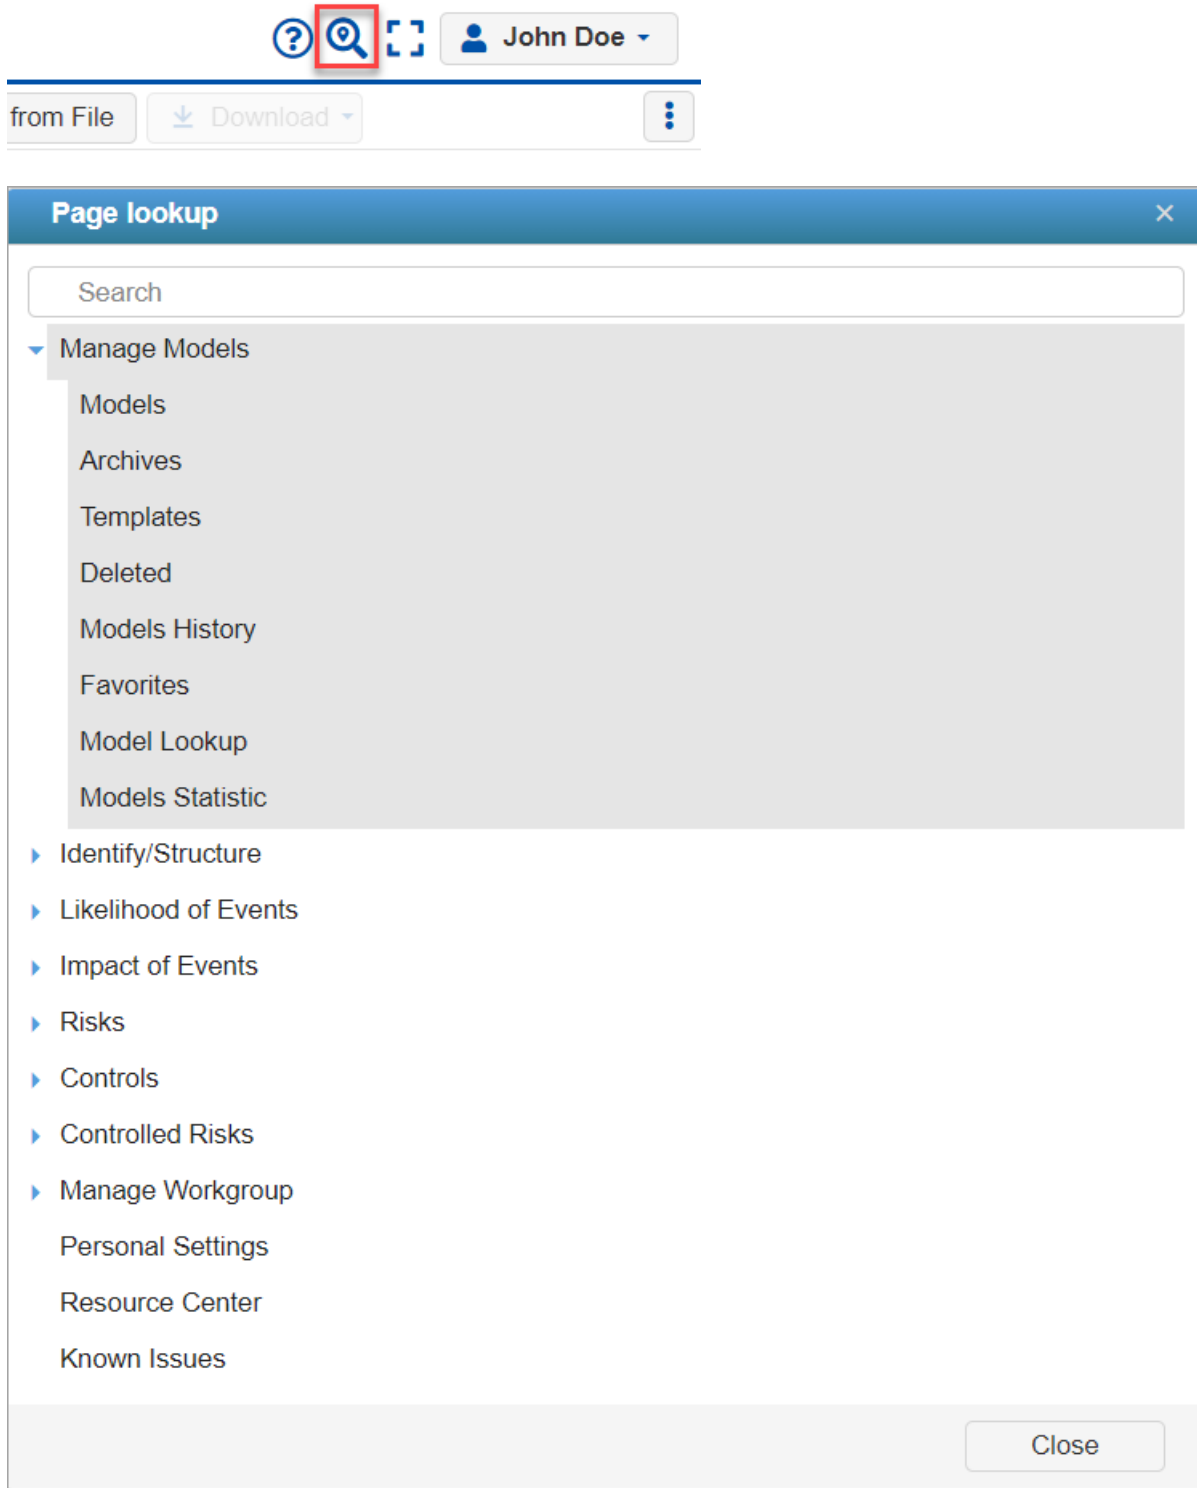 John Doe
from File
Download
Page lookup
Search
Manage Models
Models
Archives
Templates
Deleted
Models History
Favorites
Model Lookup
Models Statistic
Identify/Structure
Likelihood of Events
Impact of Events
Risks
Controls
Controlled Risks
Manage Workgroup
Personal Settings
Resource Center
Known Issues
Close